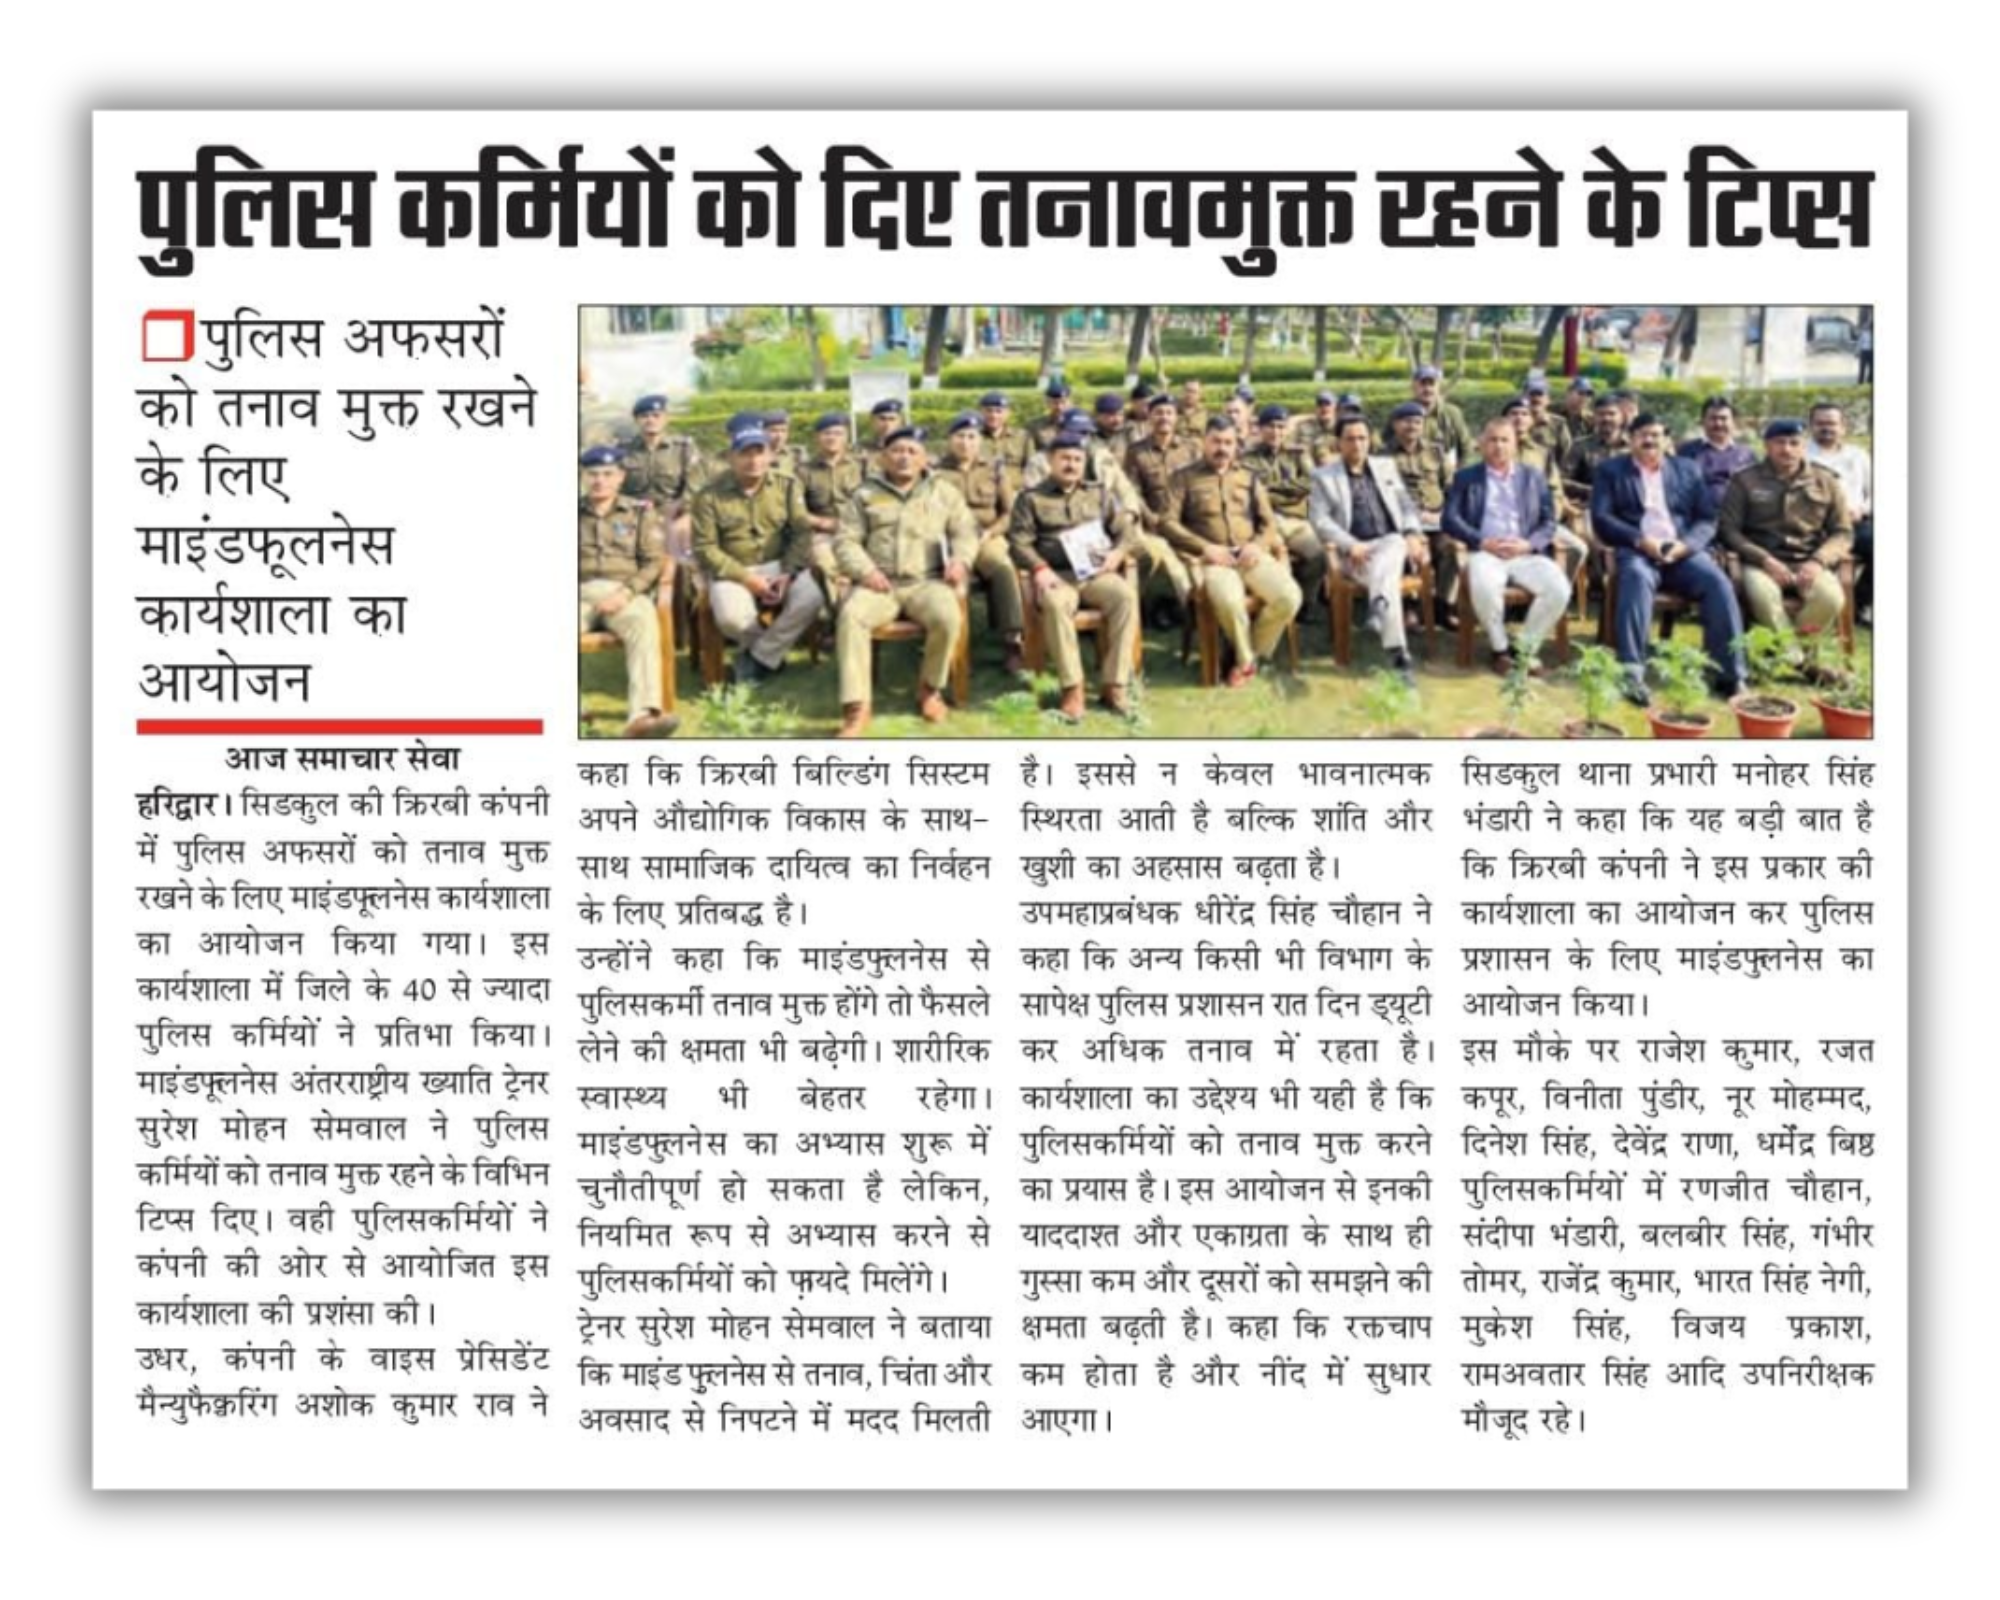 पुलिस कर्मियों को दिए तनावमुक्त रहने के टिप्स
पुलिस अफसरों
को तनाव मुक्त रखने
के लिए
माइंडफूलनेस
कार्यशाला का
आयोजन
आज समाचार सेवा
हरिद्वार। सिडकुल की क्रिरबी कंपनी
में पुलिस अफसरों को तनाव मुक्त
रखने के लिए माइंडफूलनेस कार्यशाला
का आयोजन किया गया। इस
कार्यशाला में जिले के 40 से ज्यादा
पुलिस कर्मियों ने प्रतिभा किया।
माइंडफूलनेस अंतरराष्ट्रीय ख्याति ट्रेनर
सुरेश मोहन सेमवाल ने पुलिस
कर्मियों को तनाव मुक्त रहने के विभिन
टिप्स दिए। वही पुलिसकर्मियों ने
कंपनी की ओर से आयोजित इस
कार्यशाला की प्रशंसा की।
उधर, कंपनी के वाइस प्रेसिडेंट
मैन्युफैक्चरिंग अशोक कुमार राव ने
कहा कि क्रिरबी बिल्डिंग सिस्टम
अपने औद्योगिक विकास के साथ-
साथ सामाजिक दायित्व का निर्वहन
के लिए प्रतिबद्ध है।
उन्होंने कहा कि माइंडफुलनेस से
पुलिसकर्मी तनाव मुक्त होंगे तो फैसले
लेने की क्षमता भी बढ़ेगी। शारीरिक
स्वास्थ्य भी बेहतर रहेगा।
माइंडफुलनेस का अभ्यास शुरू में
चुनौतीपूर्ण हो सकता है लेकिन,
नियमित रूप से अभ्यास करने से
पुलिसकर्मियों को फ़ायदे मिलेंगे।
ट्रेनर सुरेश मोहन सेमवाल ने बताया
कि माइंड फुलनेस से तनाव, चिंता और
अवसाद से निपटने में मदद मिलती
है। इससे न केवल भावनात्मक
स्थिरता आती है बल्कि शांति और
खुशी का अहसास बढ़ता है।
उपमहाप्रबंधक धीरेंद्र सिंह चौहान ने
कहा कि अन्य किसी भी विभाग के
सापेक्ष पुलिस प्रशासन रात दिन ड्यूटी
कर अधिक तनाव में रहता है।
कार्यशाला का उद्देश्य भी यही है कि
पुलिसकर्मियों को तनाव मुक्त करने
का प्रयास है। इस आयोजन से इनकी
याददाश्त और एकाग्रता के साथ ही
गुस्सा कम और दूसरों को समझने की
क्षमता बढ़ती है। कहा कि रक्तचाप
कम होता है और नींद में सुधार
आएगा।
सिडकुल थाना प्रभारी मनोहर सिंह
भंडारी ने कहा कि यह बड़ी बात है
कि क्रिरबी कंपनी ने इस प्रकार की
कार्यशाला का आयोजन कर पुलिस
प्रशासन के लिए माइंडफुलनेस का
आयोजन किया।
इस मौके पर राजेश कुमार, रजत
कपूर, विनीता पुंडीर, नूर मोहम्मद,
दिनेश सिंह, देवेंद्र राणा, धर्मेंद्र बिष्ठ
पुलिसकर्मियों में रणजीत चौहान,
संदीपा भंडारी, बलबीर सिंह, गंभीर
तोमर, राजेंद्र कुमार, भारत सिंह नेगी,
मुकेश सिंह, विजय प्रकाश,
रामअवतार सिंह आदि उपनिरीक्षक
मौजूद रहे।